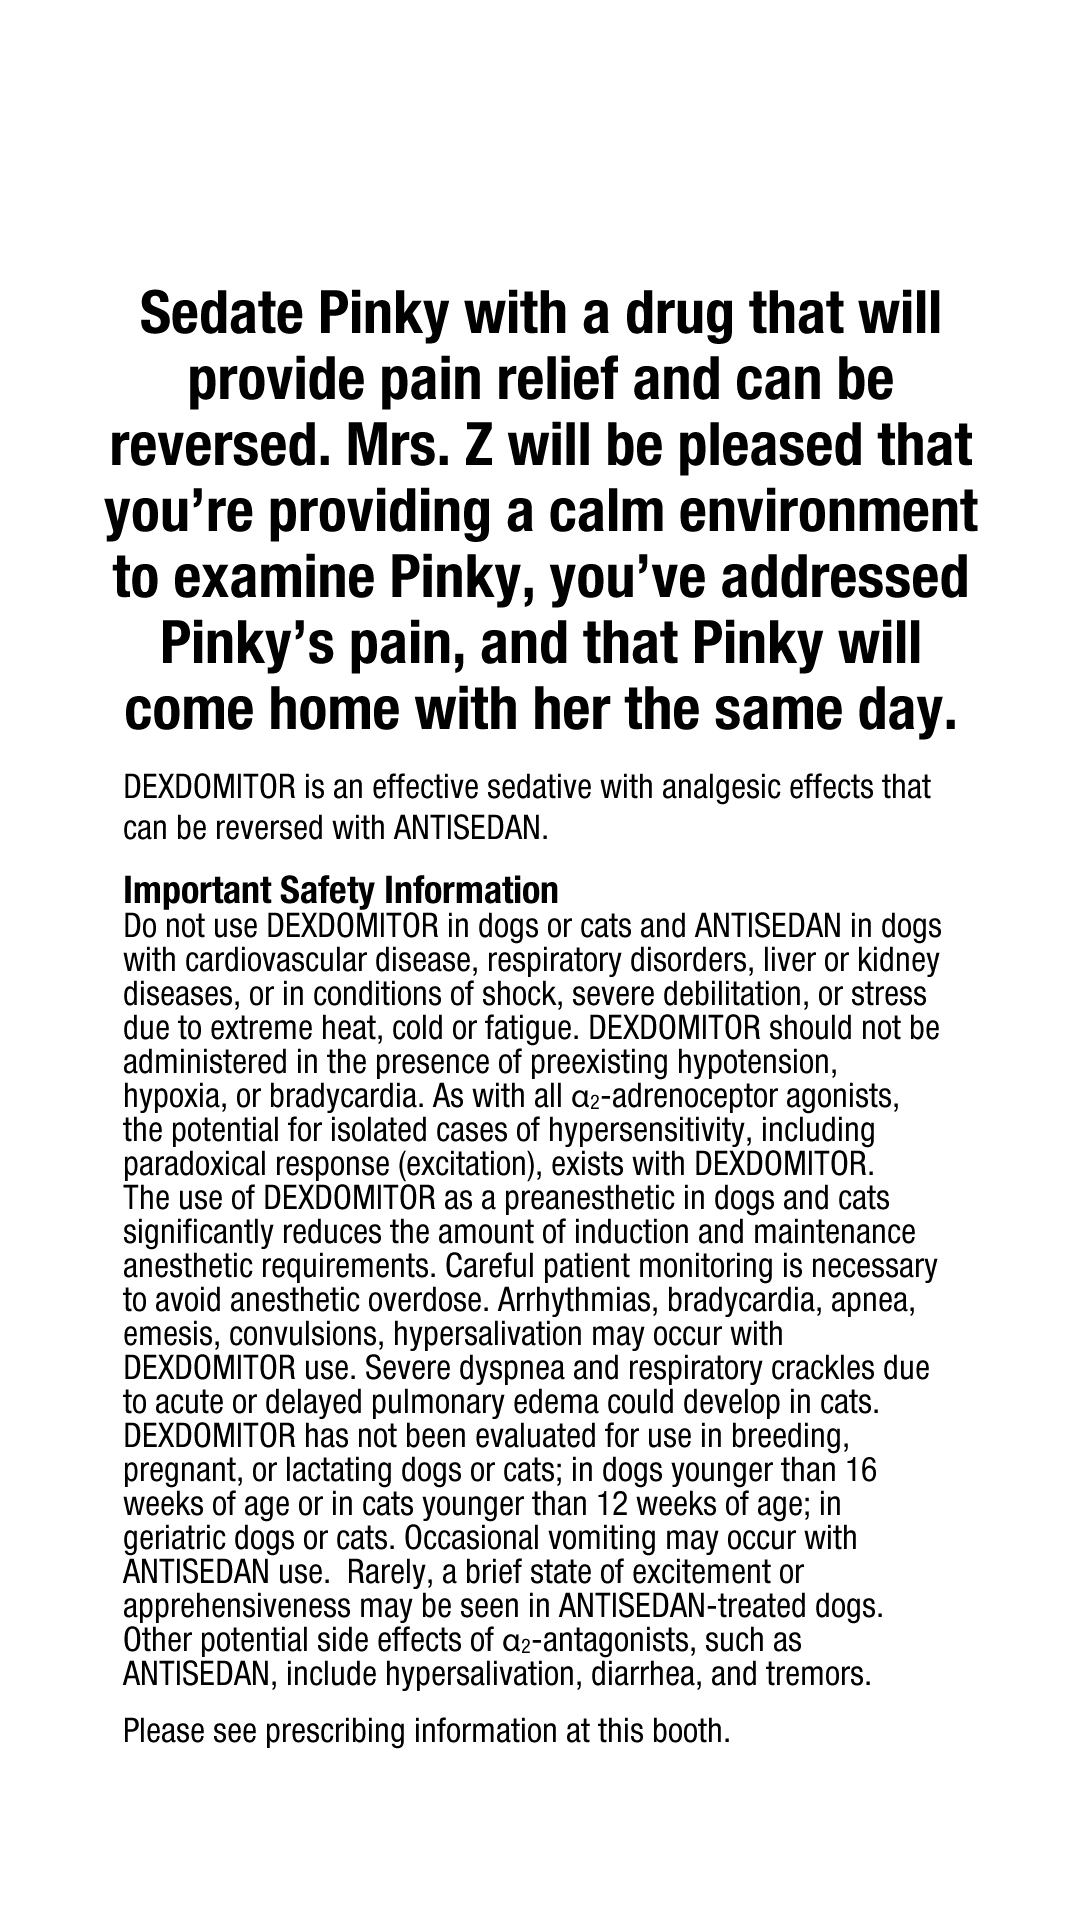 Sedate Pinky with a drug that will
provide pain relief and can be
reversed. Mrs. Z will be pleased that
you’re providing a calm environment
to examine Pinky, you’ve addressed
Pinky’s pain, and that Pinky will
come home with her the same day.
DEXDOMITOR is an effective sedative with analgesic effects that
can be reversed with ANTISEDAN.
Important Safety Information
Do not use DEXDOMITOR in dogs or cats and ANTISEDAN in dogs
with cardiovascular disease, respiratory disorders, liver or kidney
diseases, or in conditions of shock, severe debilitation, or stress
due to extreme heat, cold or fatigue. DEXDOMITOR should not be
administered in the presence of preexisting hypotension,
hypoxia, or bradycardia. As with all α₂-adrenoceptor agonists,
the potential for isolated cases of hypersensitivity, including
paradoxical response (excitation), exists with DEXDOMITOR.
The use of DEXDOMITOR as a preanesthetic in dogs and cats
significantly reduces the amount of induction and maintenance
anesthetic requirements. Careful patient monitoring is necessary
to avoid anesthetic overdose. Arrhythmias, bradycardia, apnea,
emesis, convulsions, hypersalivation may occur with
DEXDOMITOR use. Severe dyspnea and respiratory crackles due
to acute or delayed pulmonary edema could develop in cats.
DEXDOMITOR has not been evaluated for use in breeding,
pregnant, or lactating dogs or cats; in dogs younger than 16
weeks of age or in cats younger than 12 weeks of age; in
geriatric dogs or cats. Occasional vomiting may occur with
ANTISEDAN use.  Rarely, a brief state of excitement or
apprehensiveness may be seen in ANTISEDAN-treated dogs.
Other potential side effects of α₂-antagonists, such as
ANTISEDAN, include hypersalivation, diarrhea, and tremors.
Please see prescribing information at this booth.